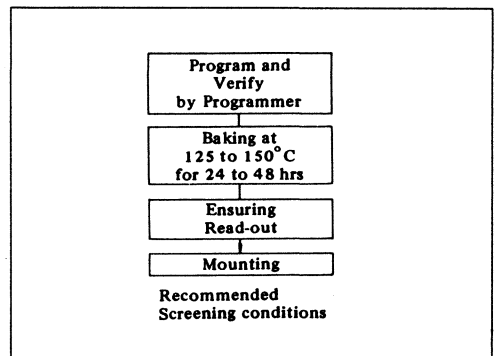 Program and
Verify
by Programmer
Baking at
125 to 150°C
for 24 to 48 hrs
Ensuring
Read-out
Mounting
Recommended
Screening conditions